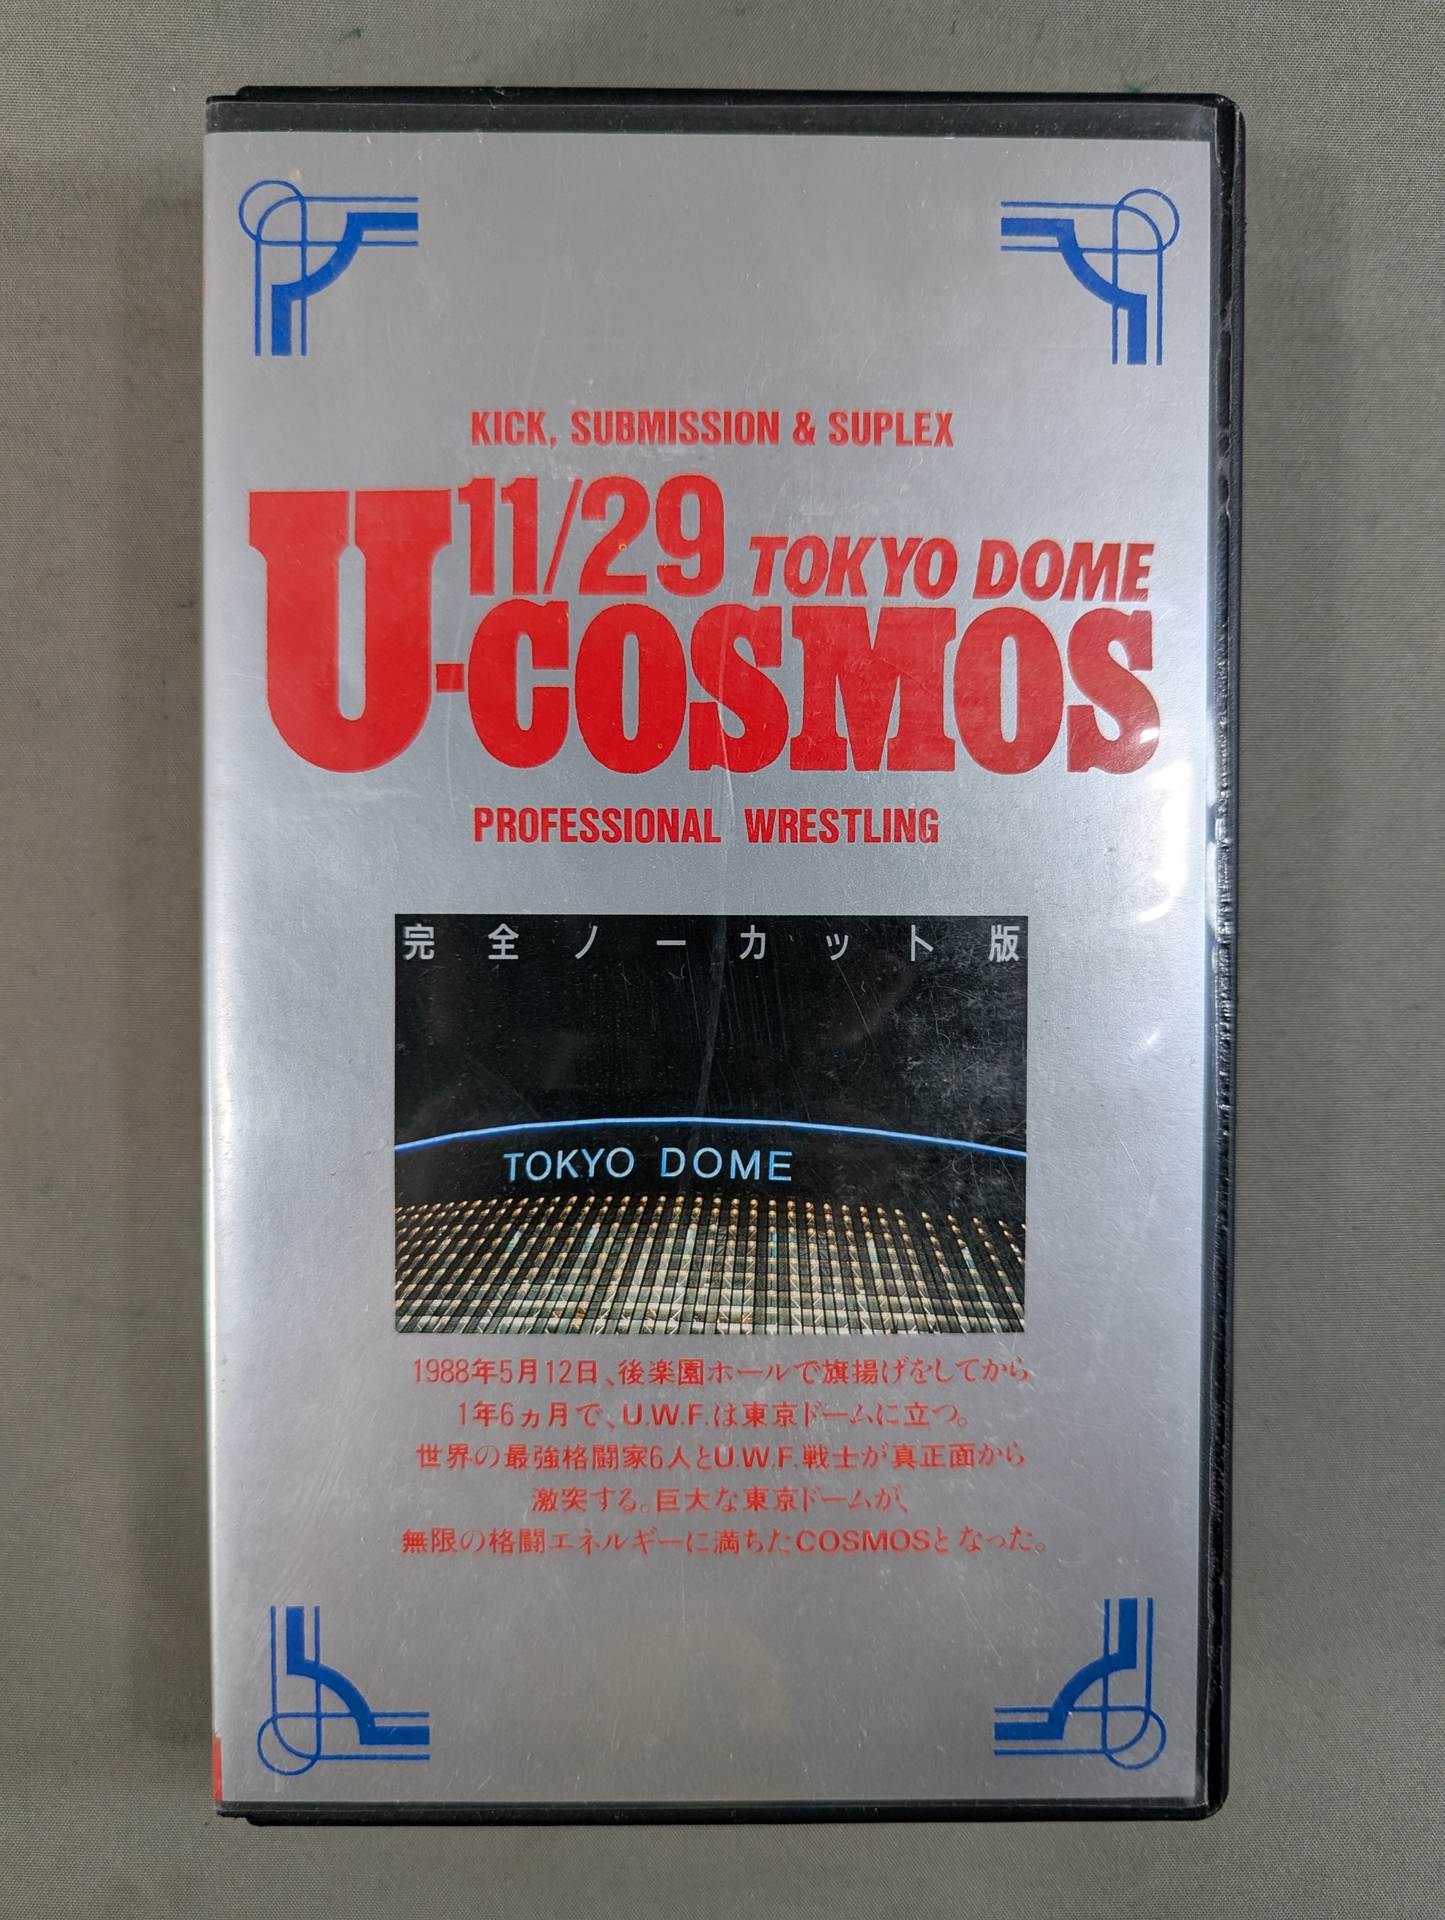 KICK, SUBMISSION & SUPLEX
11/29 TOKYO DOME
U-COSMOS
PROFESSIONAL WRESTLING
完全ノーカット版
TOKYO DOME
1988年5月12日、後楽園ホールで旗揚げをしてから
1年6ヵ月で、U.W.F.は東京ドームに立つ。
世界の最強格闘家6人とU.W.F.戦士が真正面から
激突する。巨大な東京ドームが、
無限の格闘エネルギーに満ちたCOSMOSとなった。